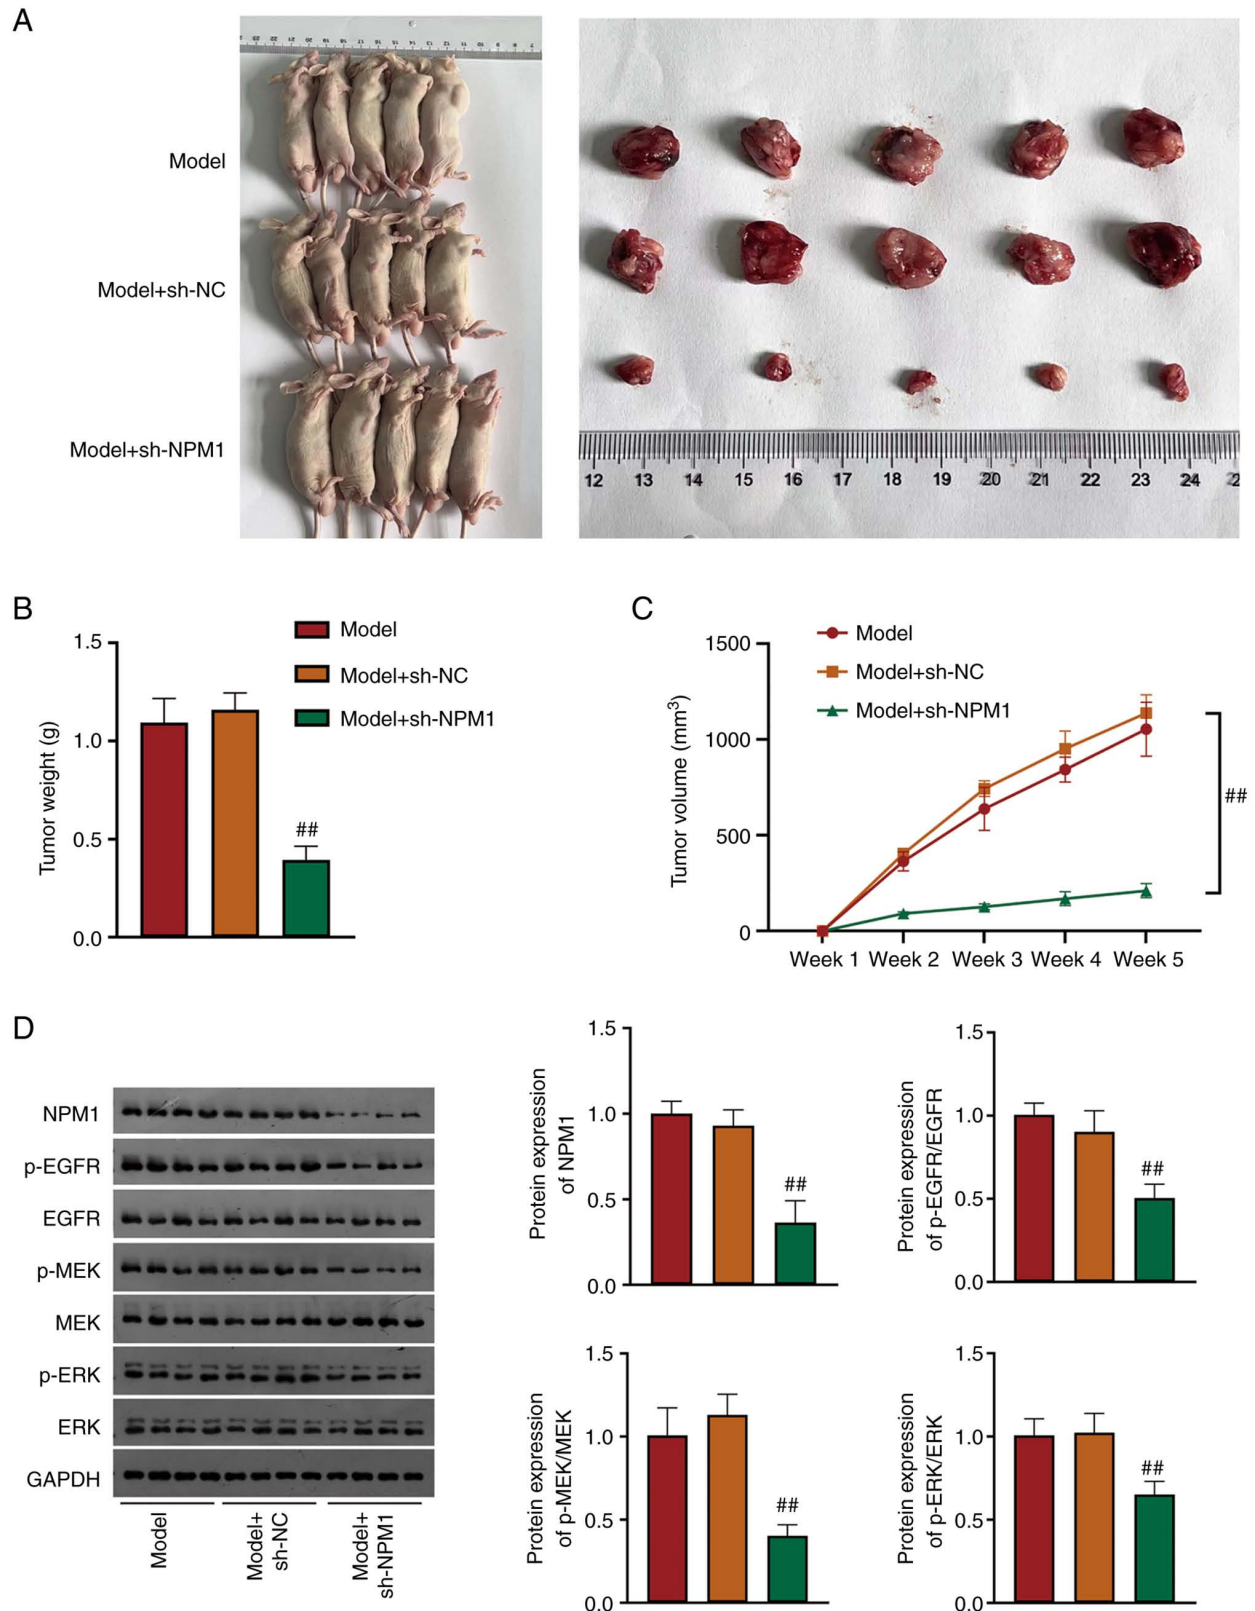 A
Model
Model+sh-NC
Model+sh-NPM1
12 13 14 15 16 17 18 19 20 21 22 23 24 2
B
Tumor weight (g)
1.5
1.0
0.5
0.0
Model
Model+sh-NC
Model+sh-NPM1
##
C
Tumor volume (mm³)
1500
1000
500
0
Model
Model+sh-NC
Model+sh-NPM1
##
Week 1 Week 2 Week 3 Week 4 Week 5
D
NPM1
p-EGFR
EGFR
p-MEK
MEK
p-ERK
ERK
GAPDH
Model
Model+
sh-NC
Model+
sh-NPM1
Protein expression
of NPM1
1.5
1.0
0.5
0.0
##
Protein expression
of p-EGFR/EGFR
1.5
1.0
0.5
0.0
##
Protein expression
of p-MEK/MEK
1.5
1.0
0.5
0.0
##
Protein expression
of p-ERK/ERK
1.5
1.0
0.5
0.0
##